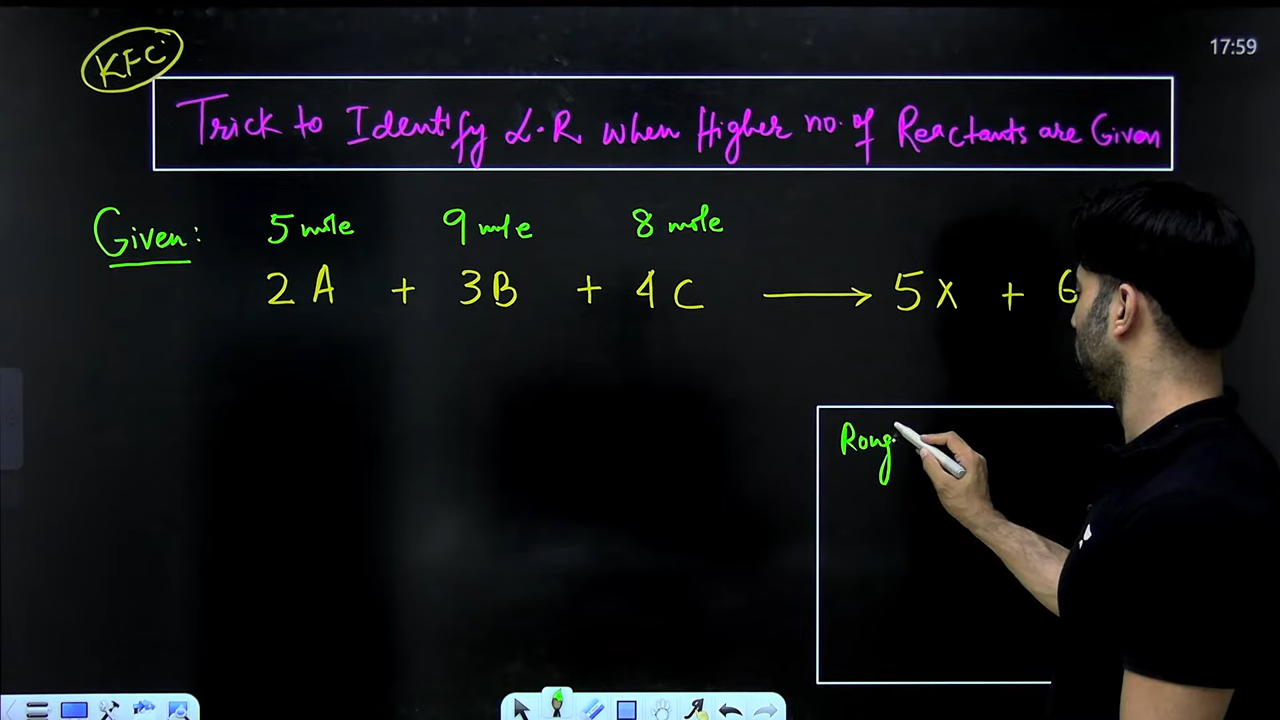 17:59
KFC
Trick to Identify L.R When Higher no. of Reactants are Given
Given: 5 mole 9 mole 8 mole
2A + 3B + 4C → 5X + 6
Roug